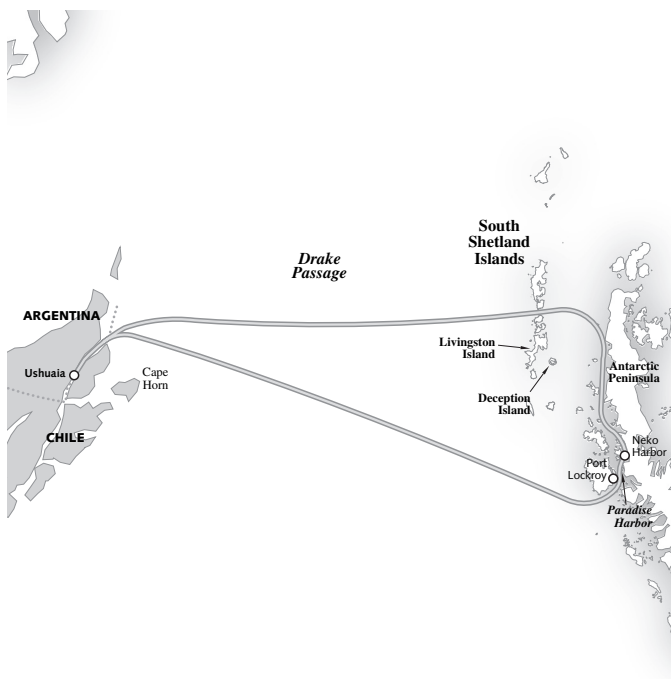 South
Shetland
Islands
Drake
Passage
ARGENTINA
Livingston
Island
Antarctic
Peninsula
Ushuaia
Cape
Horn
Deception
Island
CHILE
Neko
Harbor
Port
Lockroy
Paradise
Harbor